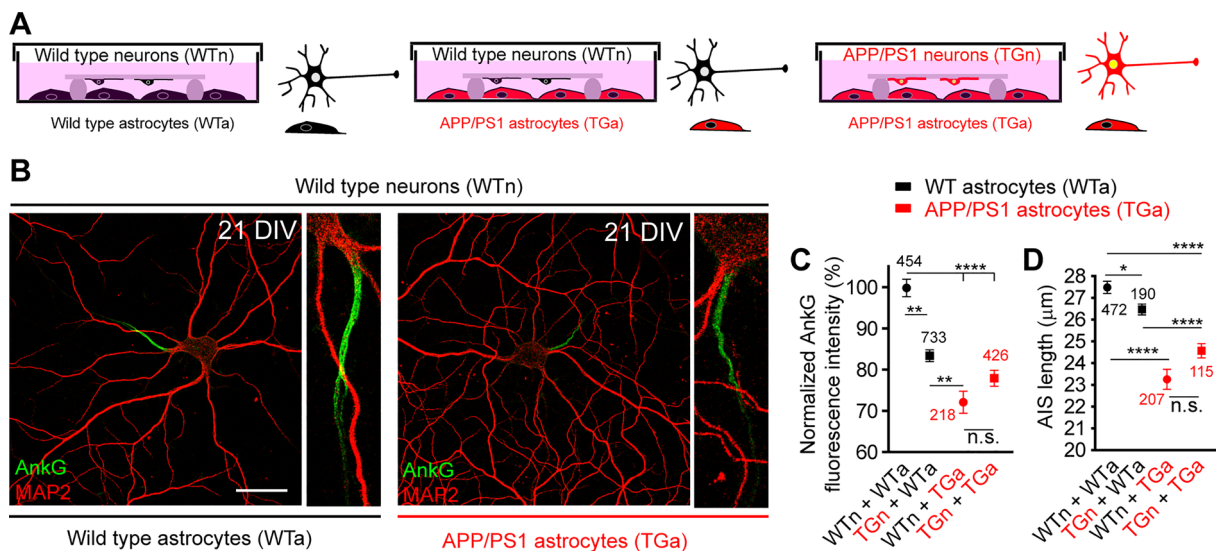 A
Wild type neurons (WTn)
Wild type astrocytes (WTa)
Wild type neurons (WTn)
APP/PS1 astrocytes (TGa)
APP/PS1 neurons (TGn)
APP/PS1 astrocytes (TGa)
B
Wild type neurons (WTn)
21 DIV
AnkG
MAP2
21 DIV
AnkG
MAP2
Wild type astrocytes (WTa)
APP/PS1 astrocytes (TGa)
WT astrocytes (WTa)
APP/PS1 astrocytes (TGa)
C
Normalized AnkG
fluorescence intensity (%)
100
90
80
70
60
454
****
**
733
**
426
218
n.s.
WTn + WTa
TGn + WTa
WTn + TGa
TGn + TGa
D
AIS length (μm)
28
27
26
25
24
23
22
21
20
****
*
190
472
****
****
115
207
n.s.
WTn + WTa
TGn + WTa
WTn + TGa
TGn + TGa